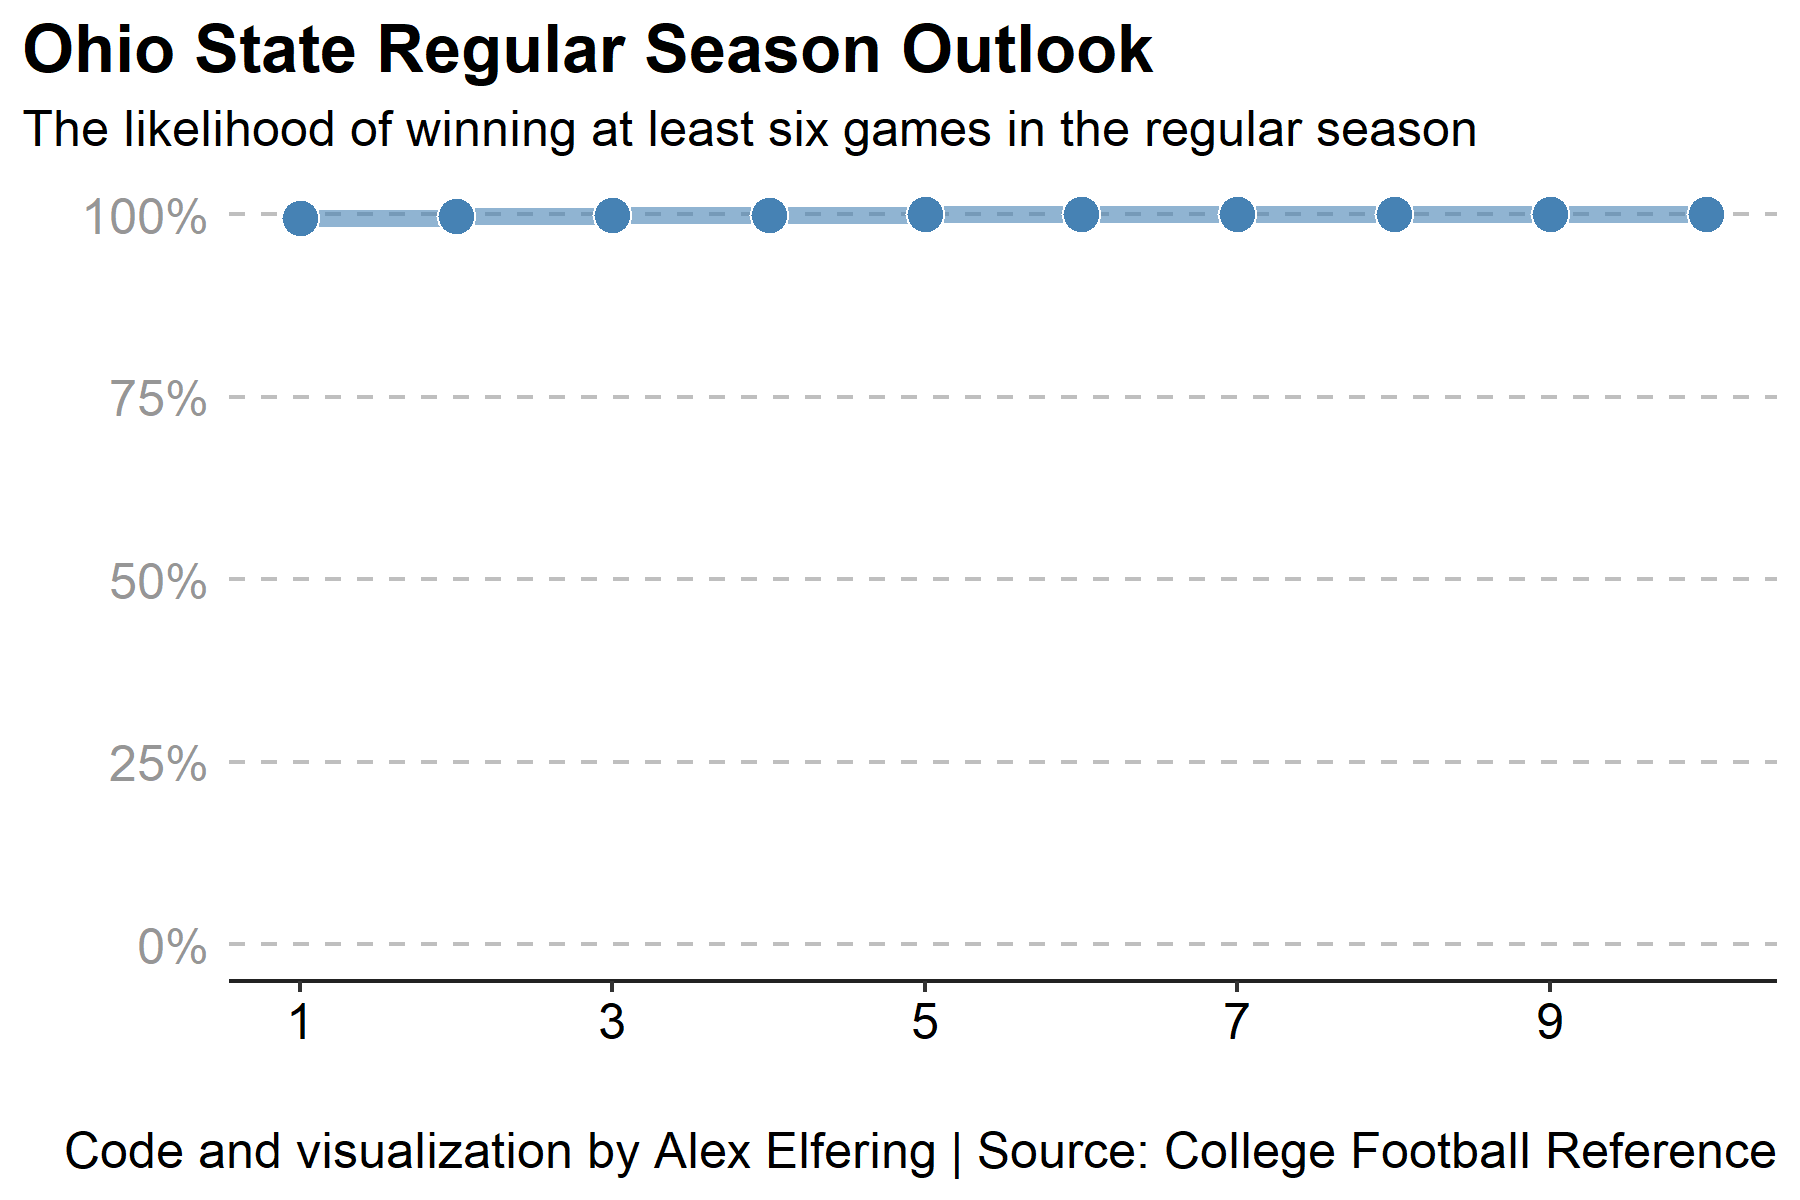 Ohio State Regular Season Outlook
The likelihood of winning at least six games in the regular season
100%
75%
50%
25%
0%
1 3 5 7 9
Code and visualization by Alex Elfering | Source: College Football Reference